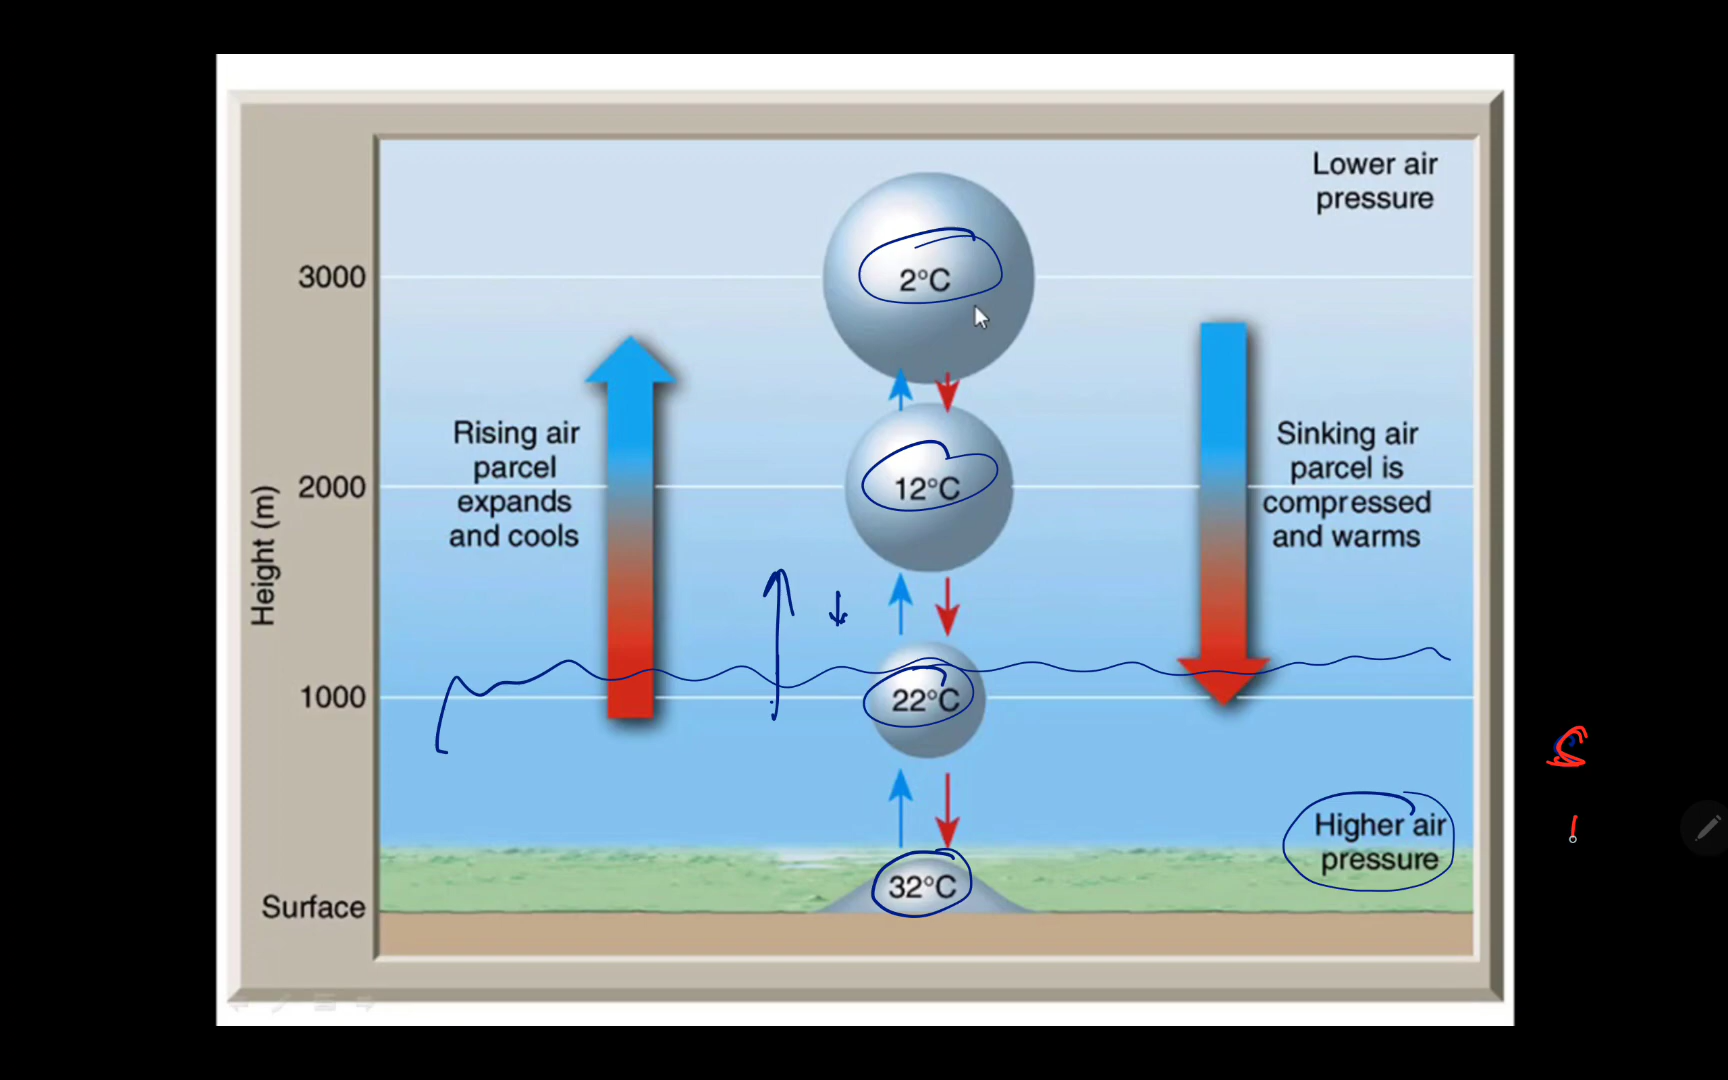 Lower air
pressure
3000
2°C
Rising air
parcel
expands
and cools
Sinking air
parcel is
compressed
and warms
Height (m)
2000
12°C
1000
22°C
Higher air
pressure
32°C
Surface